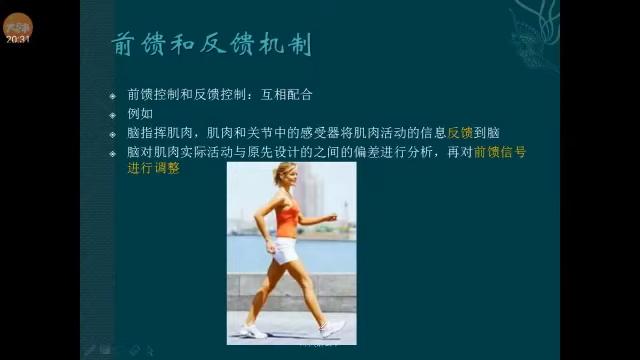 20:31
前馈和反馈机制
前馈控制和反馈控制：互相配合
例如
脑指挥肌肉，肌肉和关节中的感受器将肌肉活动的信息反馈到脑
脑对肌肉实际活动与原先设计的之间的偏差进行分析，再对前馈信号
进行调整